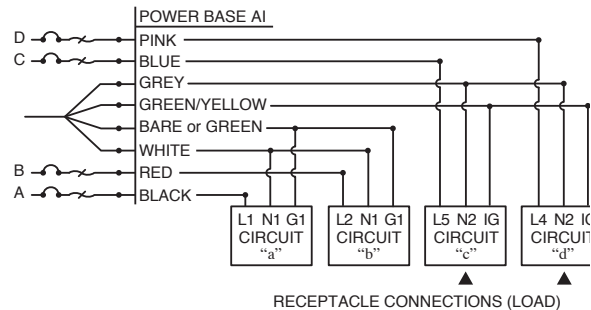 POWER BASE AI
D PINK
C BLUE
GREY
GREEN/YELLOW
BARE or GREEN
WHITE
B RED
A BLACK
L1 N1 G1 L2 N1 G1 L5 N2 IG L4 N2 IG
CIRCUIT CIRCUIT CIRCUIT CIRCUIT
“a” “b” “c” “d”
RECEPTACLE CONNECTIONS (LOAD)